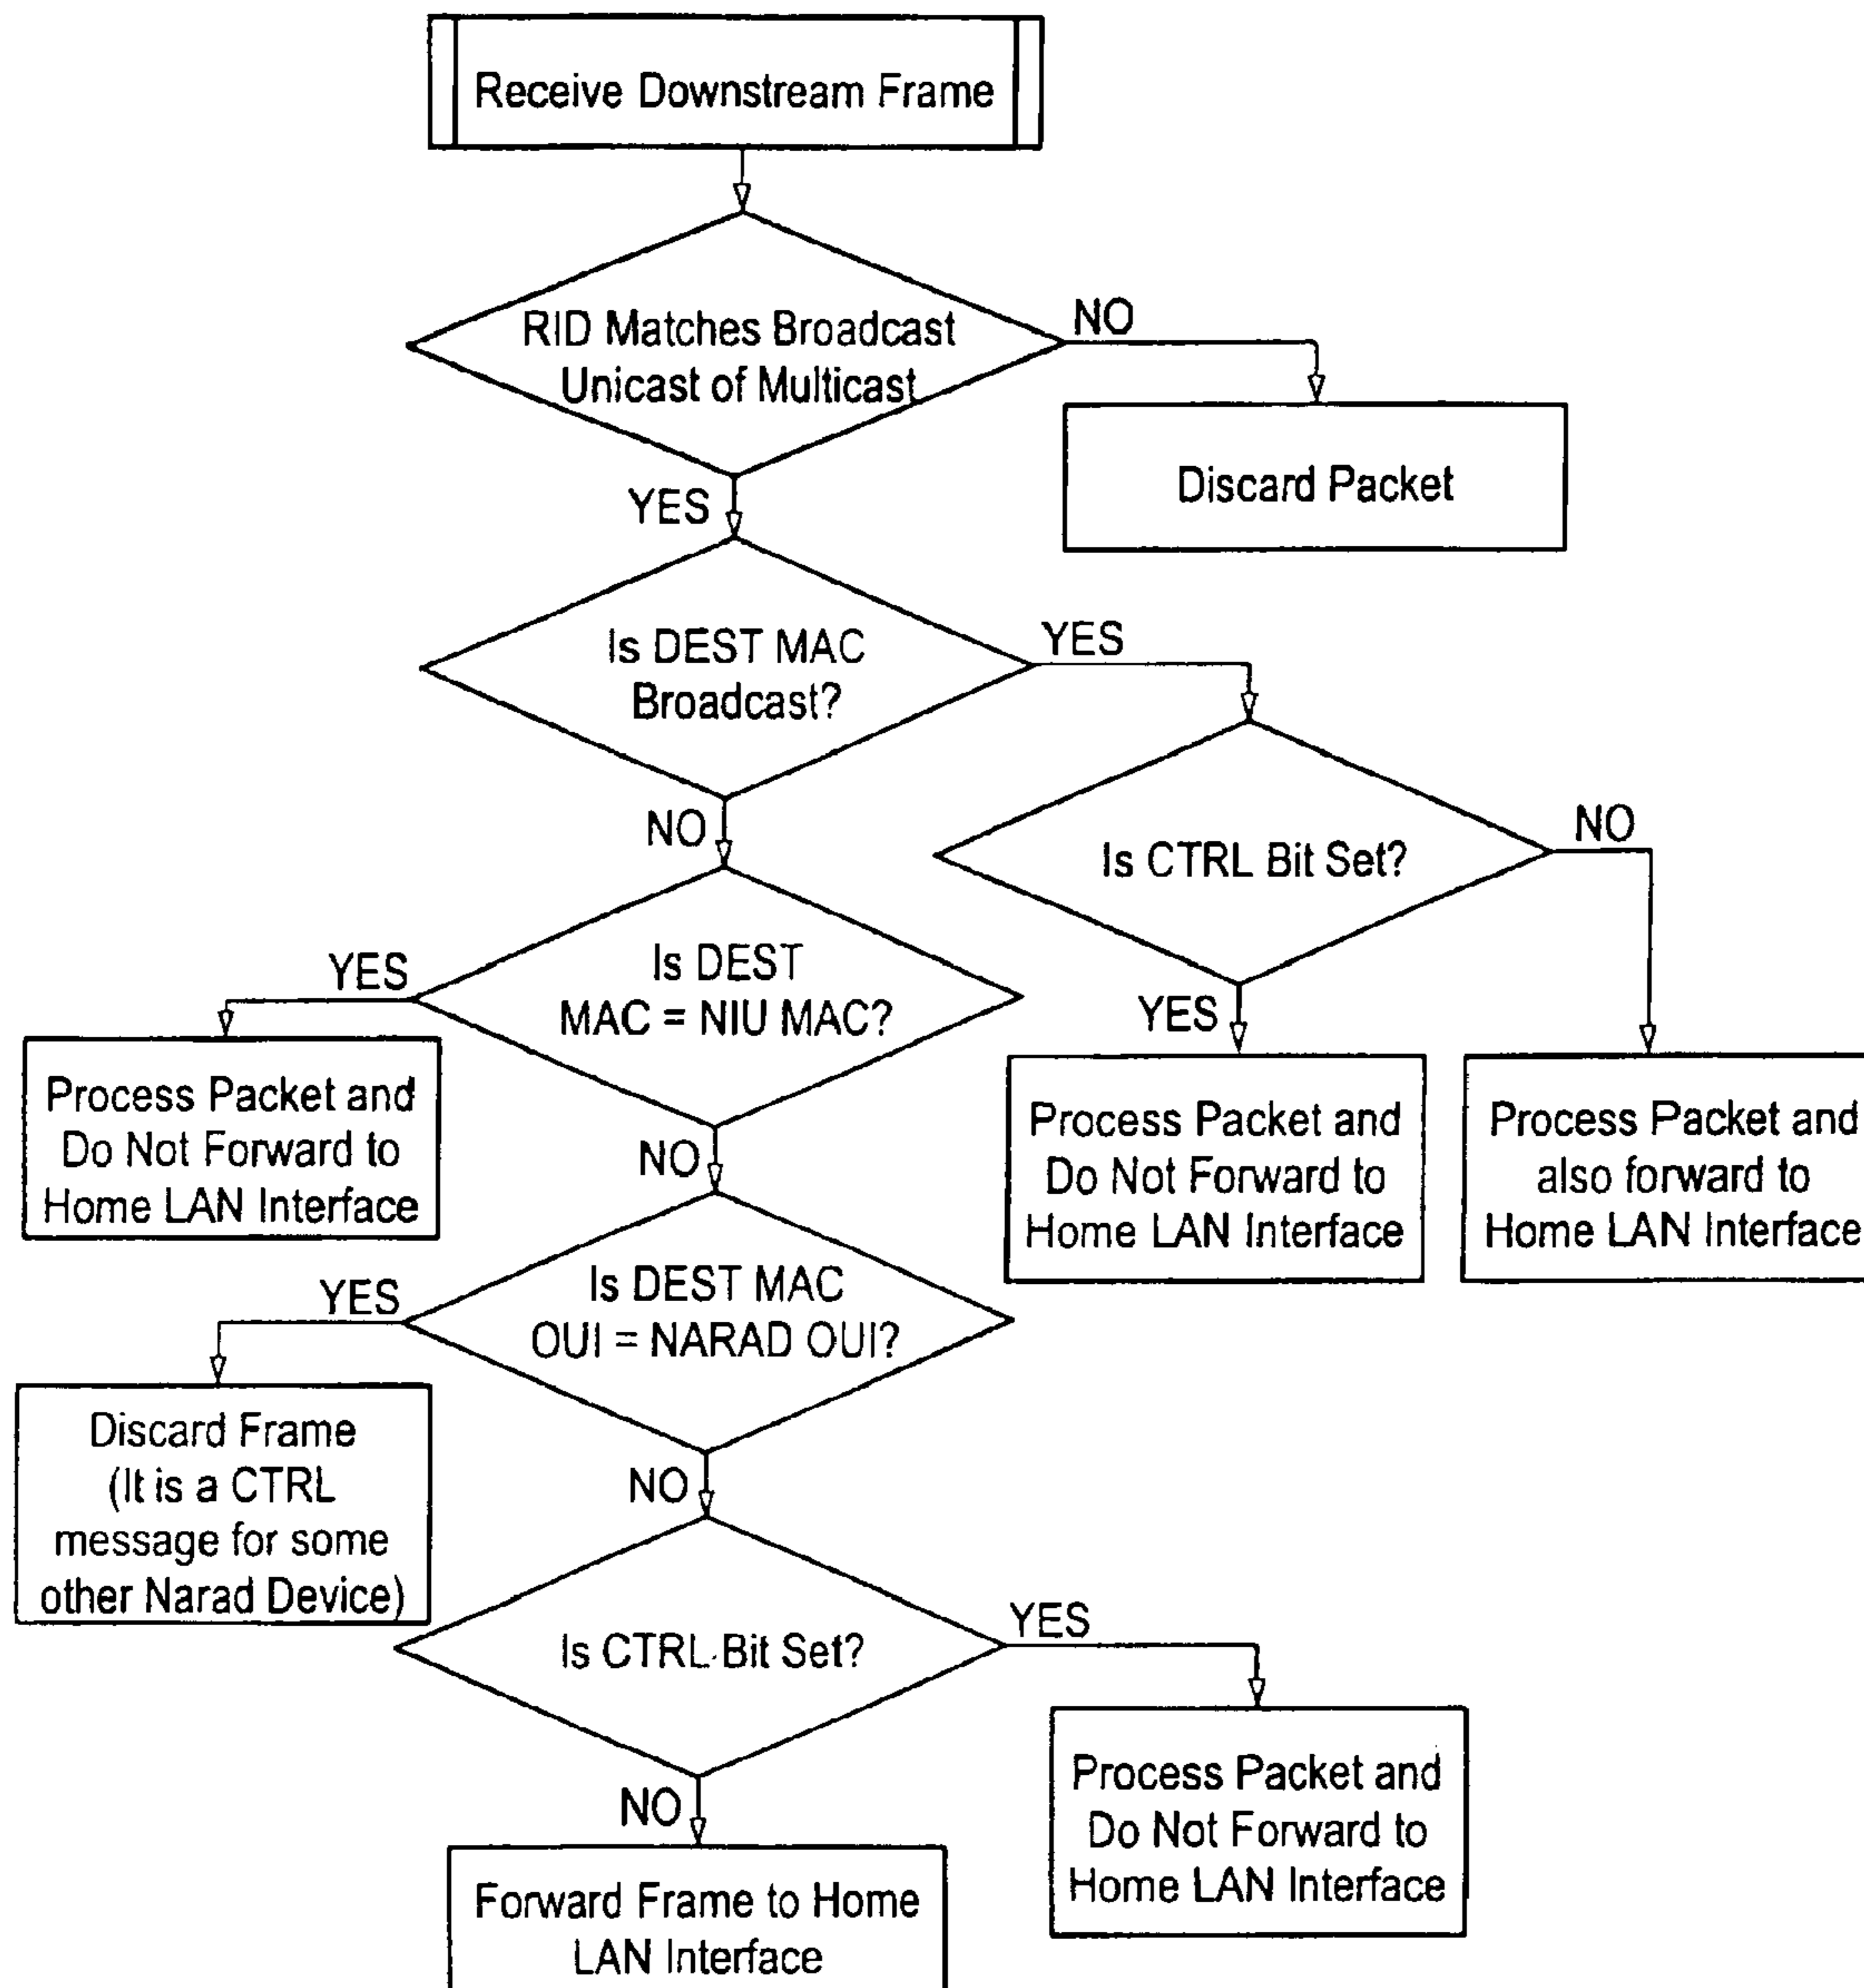 Receive Downstream Frame
RID Matches Broadcast
Unicast of Multicast
NO
Discard Packet
YES
Is DEST MAC
Broadcast?
YES
NO
Is CTRL Bit Set?
NO
YES
Is DEST
MAC = NIU MAC?
YES
Process Packet and
Do Not Forward to
Home LAN Interface
Process Packet and
Do Not Forward to
Home LAN Interface
Process Packet and
also forward to
Home LAN Interface
NO
Is DEST MAC
OUI = NARAD OUI?
YES
Discard Frame
(It is a CTRL
message for some
other Narad Device)
NO
Is CTRL Bit Set?
YES
Process Packet and
Do Not Forward to
Home LAN Interface
NO
Forward Frame to Home
LAN Interface